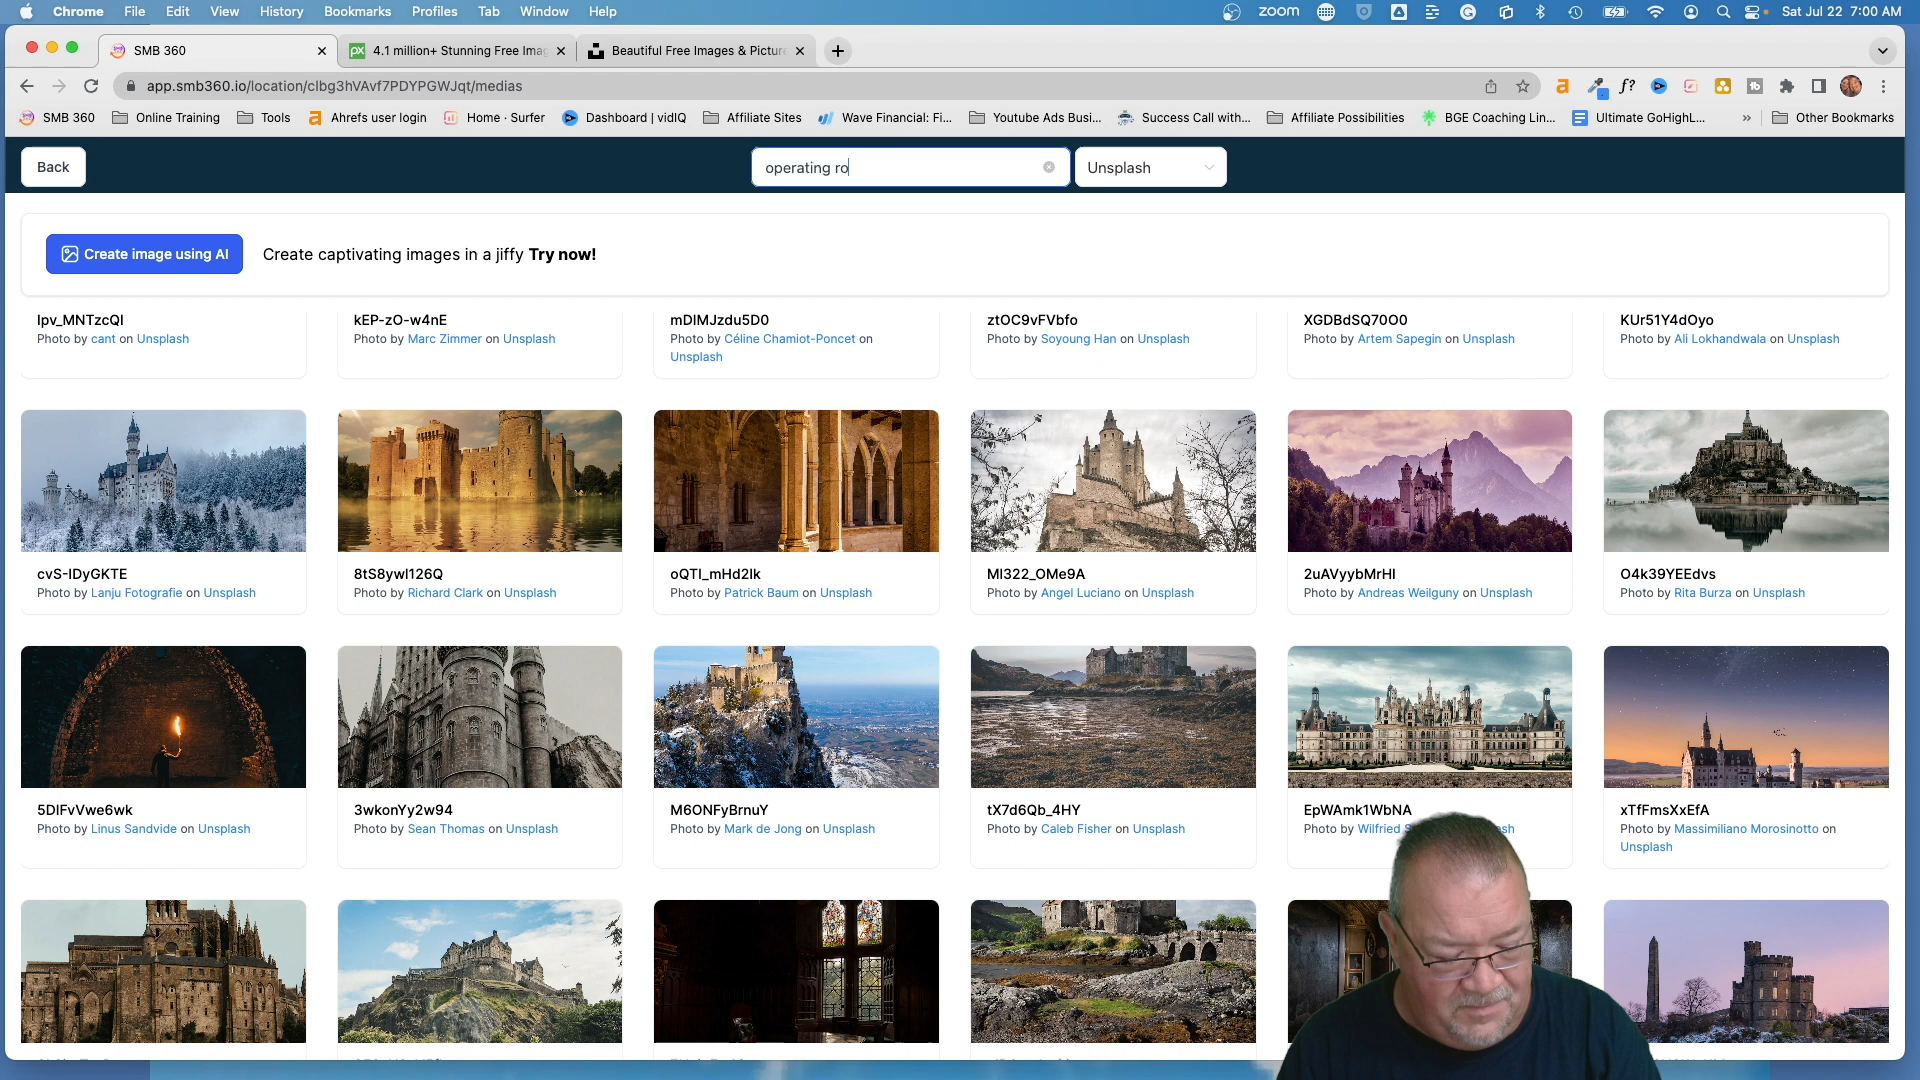 Chrome File Edit View History Bookmarks Profiles Tab Window Help
zoom
Sat Jul 22 7:00 AM
SMB 360
4.1 million+ Stunning Free Imag
Beautiful Free Images & Picture
app.smb360.io/location/clbg3hVAvf7PDYPGWJqt/medias
f?
SMB 360
Online Training
Tools
Ahrefs user login
Home · Surfer
Dashboard | vidIQ
Affiliate Sites
Wave Financial: Fi...
Youtube Ads Busi...
Success Call with...
Affiliate Possibilities
BGE Coaching Lin...
Ultimate GoHighL...
»
Other Bookmarks
Back
operating ro
Unsplash
Create image using AI
Create captivating images in a jiffy Try now!
lpv_MNTzcQI
Photo by cant on Unsplash
kEP-zO-w4nE
Photo by Marc Zimmer on Unsplash
mDlMJzdu5D0
Photo by Céline Chamiot-Poncet on
Unsplash
ztOC9vFVbfo
Photo by Soyoung Han on Unsplash
XGDBdSQ70O0
Photo by Artem Sapegin on Unsplash
KUr51Y4dOyo
Photo by Ali Lokhandwala on Unsplash
cvS-IDyGKTE
Photo by Lanju Fotografie on Unsplash
8tS8ywl126Q
Photo by Richard Clark on Unsplash
oQTI_mHd2lk
Photo by Patrick Baum on Unsplash
MI322_OMe9A
Photo by Angel Luciano on Unsplash
2uAVyybMrHI
Photo by Andreas Weilguny on Unsplash
O4k39YEEdvs
Photo by Rita Burza on Unsplash
5DIFvVwe6wk
Photo by Linus Sandvide on Unsplash
3wkonYy2w94
Photo by Sean Thomas on Unsplash
M6ONFyBrnuY
Photo by Mark de Jong on Unsplash
tX7d6Qb_4HY
Photo by Caleb Fisher on Unsplash
EpWAmk1WbNA
Photo by Wilfried
xTfFmsXxEfA
Photo by Massimiliano Morosinotto on
Unsplash